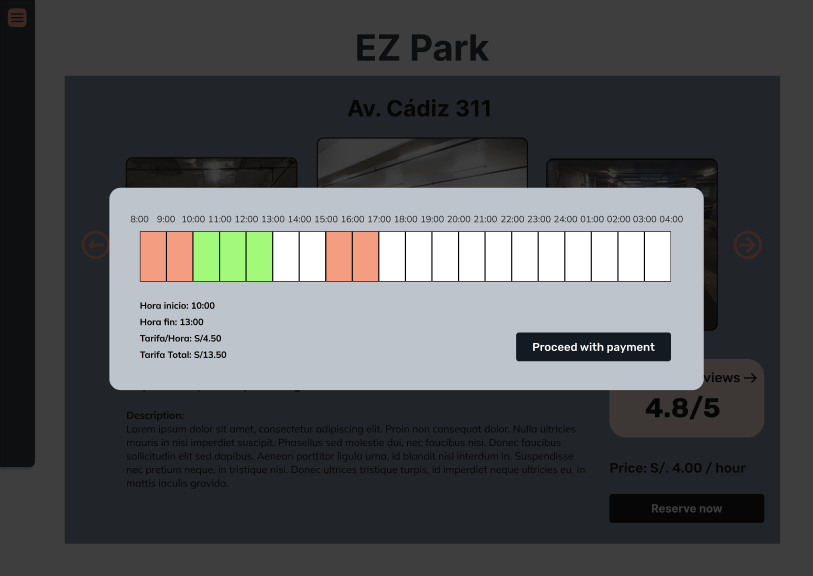 EZ Park
Av. Cádiz 311
8:00 9:00 10:00 11:00 12:00 13:00 14:00 15:00 16:00 17:00 18:00 19:00 20:00 21:00 22:00 23:00 24:00 01:00 02:00 03:00 04:00
Hora inicio: 10:00
Hora fin: 13:00
Tarifa/Hora: S/4.50
Tarifa Total: S/13.50
Proceed with payment
views →
4.8/5
Description:
Lorem ipsum dolor sit amet, consectetur adipiscing elit. Proin non consequat dolor. Nulla ultricies
mauris in nisi imperdiet suscipit. Phasellus sed molestie dui, nec faucibus nisi. Donec faucibus
sollicitudin elit sed dapibus. Aenean porttitor ligula urna, id blandit nisl interdum in. Suspendisse
nec pretium neque, in tristique nisi. Donec ultrices tristique turpis, id imperdiet neque ultricies eu. In
mattis iaculis gravida.
Price: S/. 4.00 / hour
Reserve now